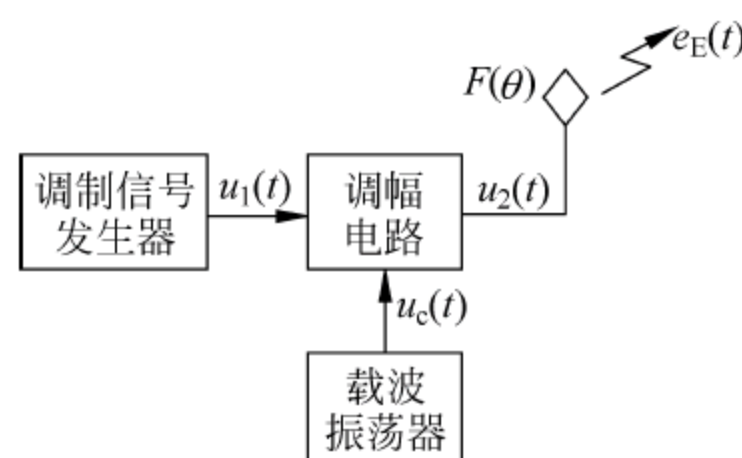 e_E(t)
F(θ)
调制信号
发生器
u_1(t)
调幅
电路
u_2(t)
u_c(t)
载波
振荡器